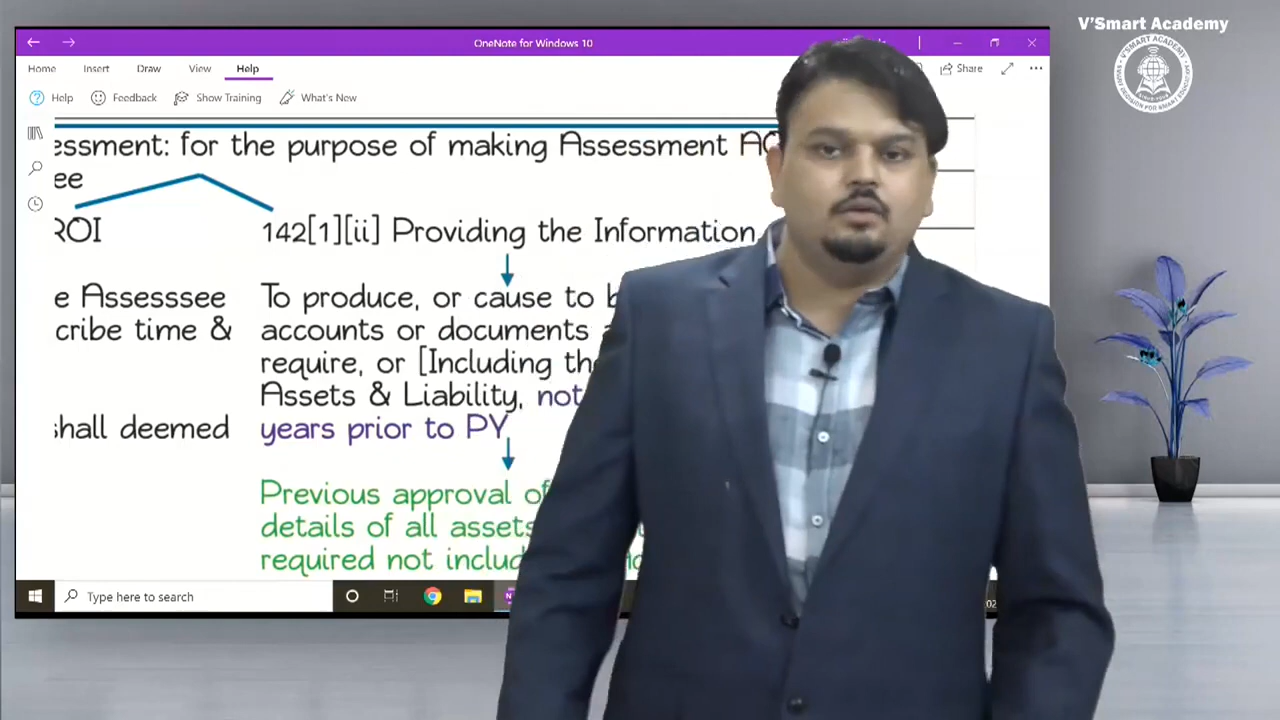 V'Smart Academy
OneNote for Windows 10
Home Insert Draw View Help Share
Help Feedback Show Training What's New
essment: for the purpose of making Assessment AO
ee
ROI 142[1][ii] Providing the Information
e Assesssee To produce, or cause to b
scribe time & accounts or documents a
require, or [Including the
Assets & Liability, not
shall deemed years prior to PY
Previous approval of
details of all assets
required not includ
Type here to search